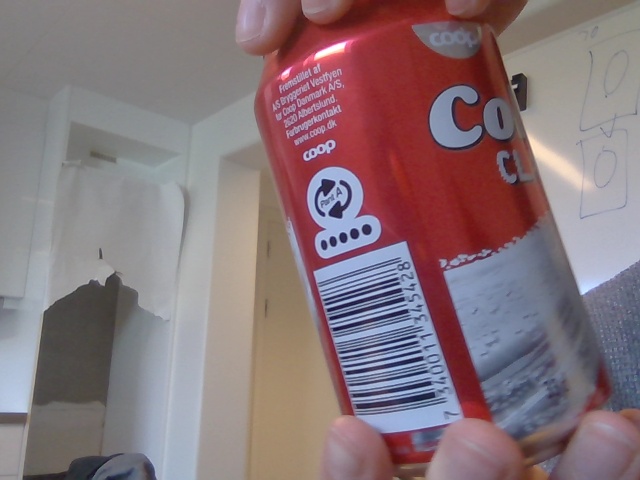 Fremstillet af
A/S Bryggeriet Vestfyen
for Coop Danmark A/S,
2620 Albertslund.
Forbrugerkontakt
www.coop.dk
coop
Pant A
7 340011 345428
coop
Co
CL